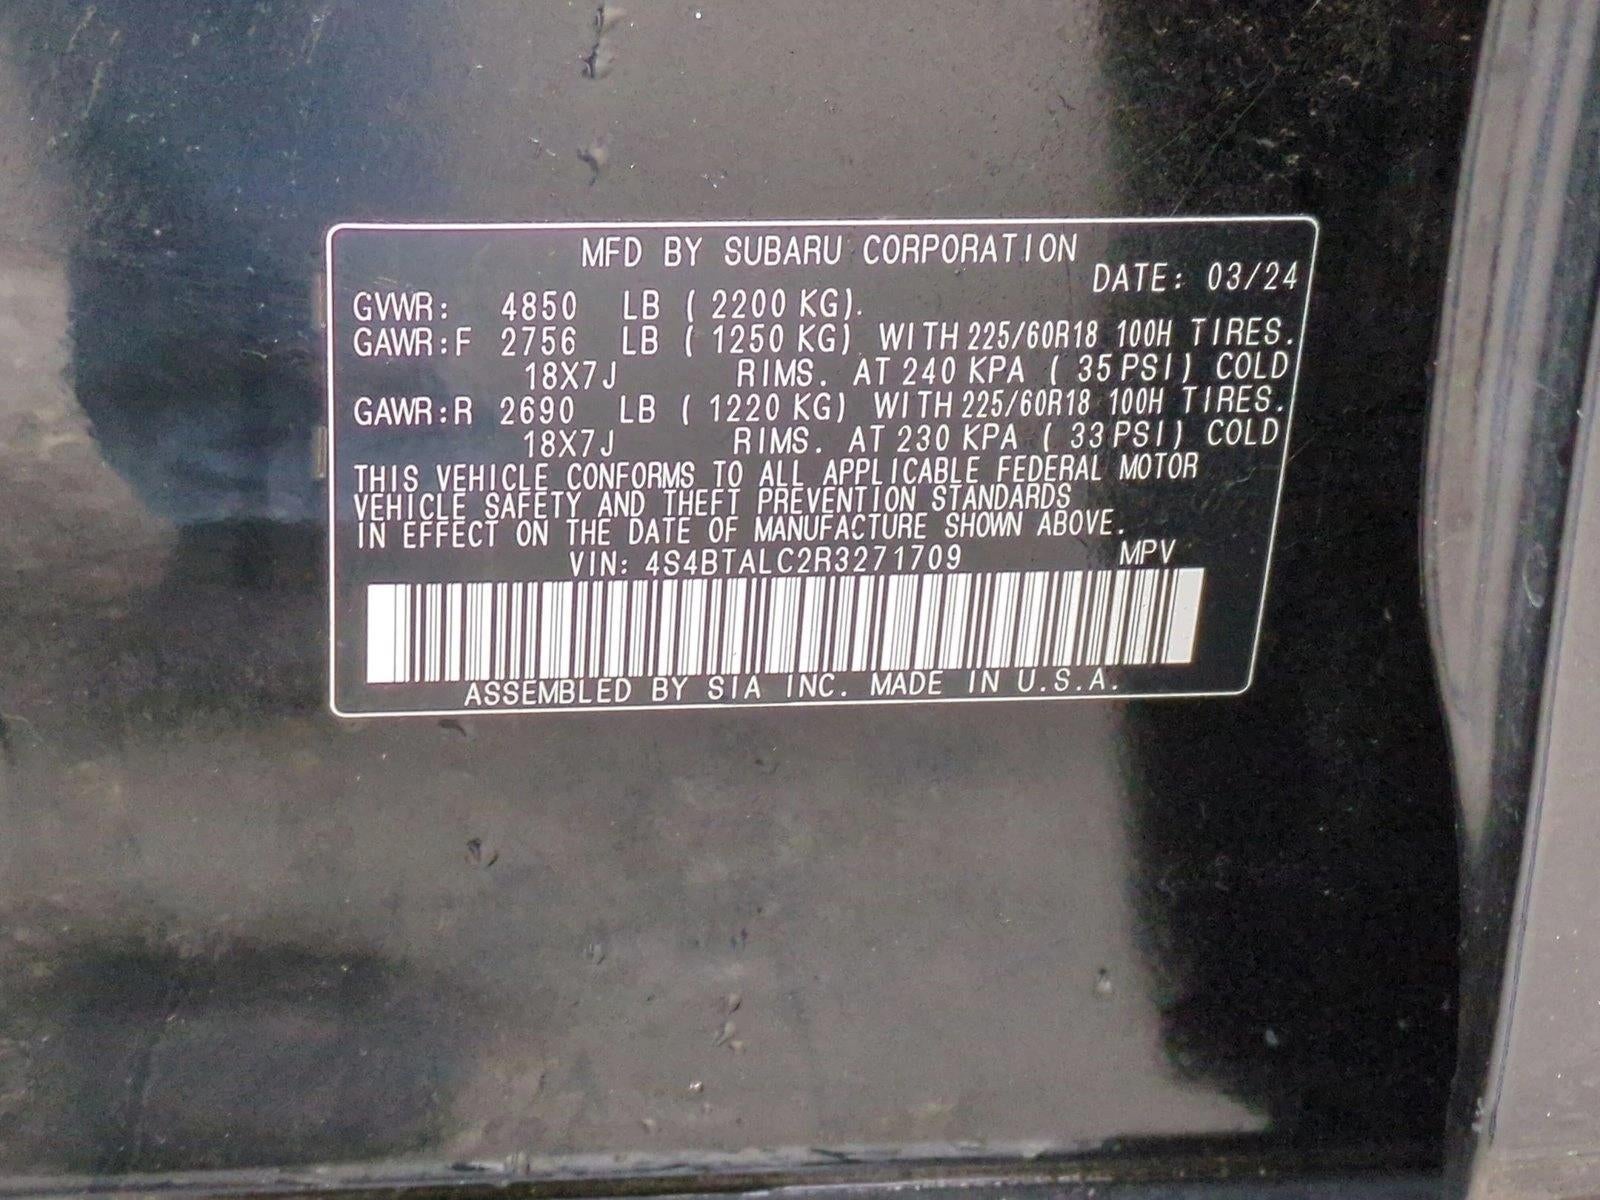 MFD BY SUBARU CORPORATION
DATE: 03/24
GVWR: 4850 LB ( 2200 KG).
GAWR:F 2756 LB ( 1250 KG) WITH 225/60R18 100H TIRES.
18X7J RIMS. AT 240 KPA ( 35 PSI) COLD
GAWR:R 2690 LB ( 1220 KG) WITH 225/60R18 100H TIRES.
18X7J RIMS. AT 230 KPA ( 33 PSI) COLD
THIS VEHICLE CONFORMS TO ALL APPLICABLE FEDERAL MOTOR
VEHICLE SAFETY AND THEFT PREVENTION STANDARDS
IN EFFECT ON THE DATE OF MANUFACTURE SHOWN ABOVE.
VIN: 4S4BTALC2R3271709 MPV
ASSEMBLED BY SIA INC. MADE IN U.S.A.